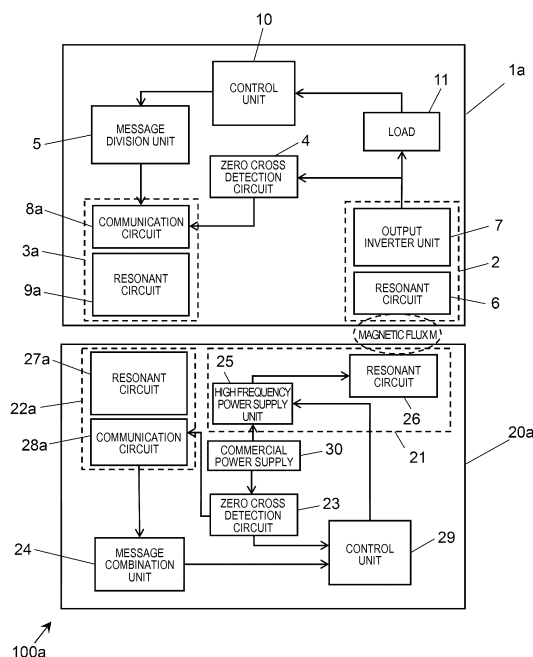 10
1a
CONTROL
UNIT
11
5
MESSAGE
DIVISION UNIT
4
LOAD
ZERO CROSS
DETECTION
CIRCUIT
8a
COMMUNICATION
CIRCUIT
3a
OUTPUT
INVERTER UNIT
7
2
RESONANT
CIRCUIT
9a
RESONANT
CIRCUIT
6
MAGNETIC FLUX M
27a
RESONANT
CIRCUIT
25
RESONANT
CIRCUIT
22a
HIGH FREQUENCY
POWER SUPPLY
UNIT
26
20a
28a
COMMUNICATION
CIRCUIT
COMMERCIAL
POWER SUPPLY
30
21
ZERO CROSS
DETECTION
CIRCUIT
23
24
MESSAGE
COMBINATION
UNIT
CONTROL
UNIT
29
100a